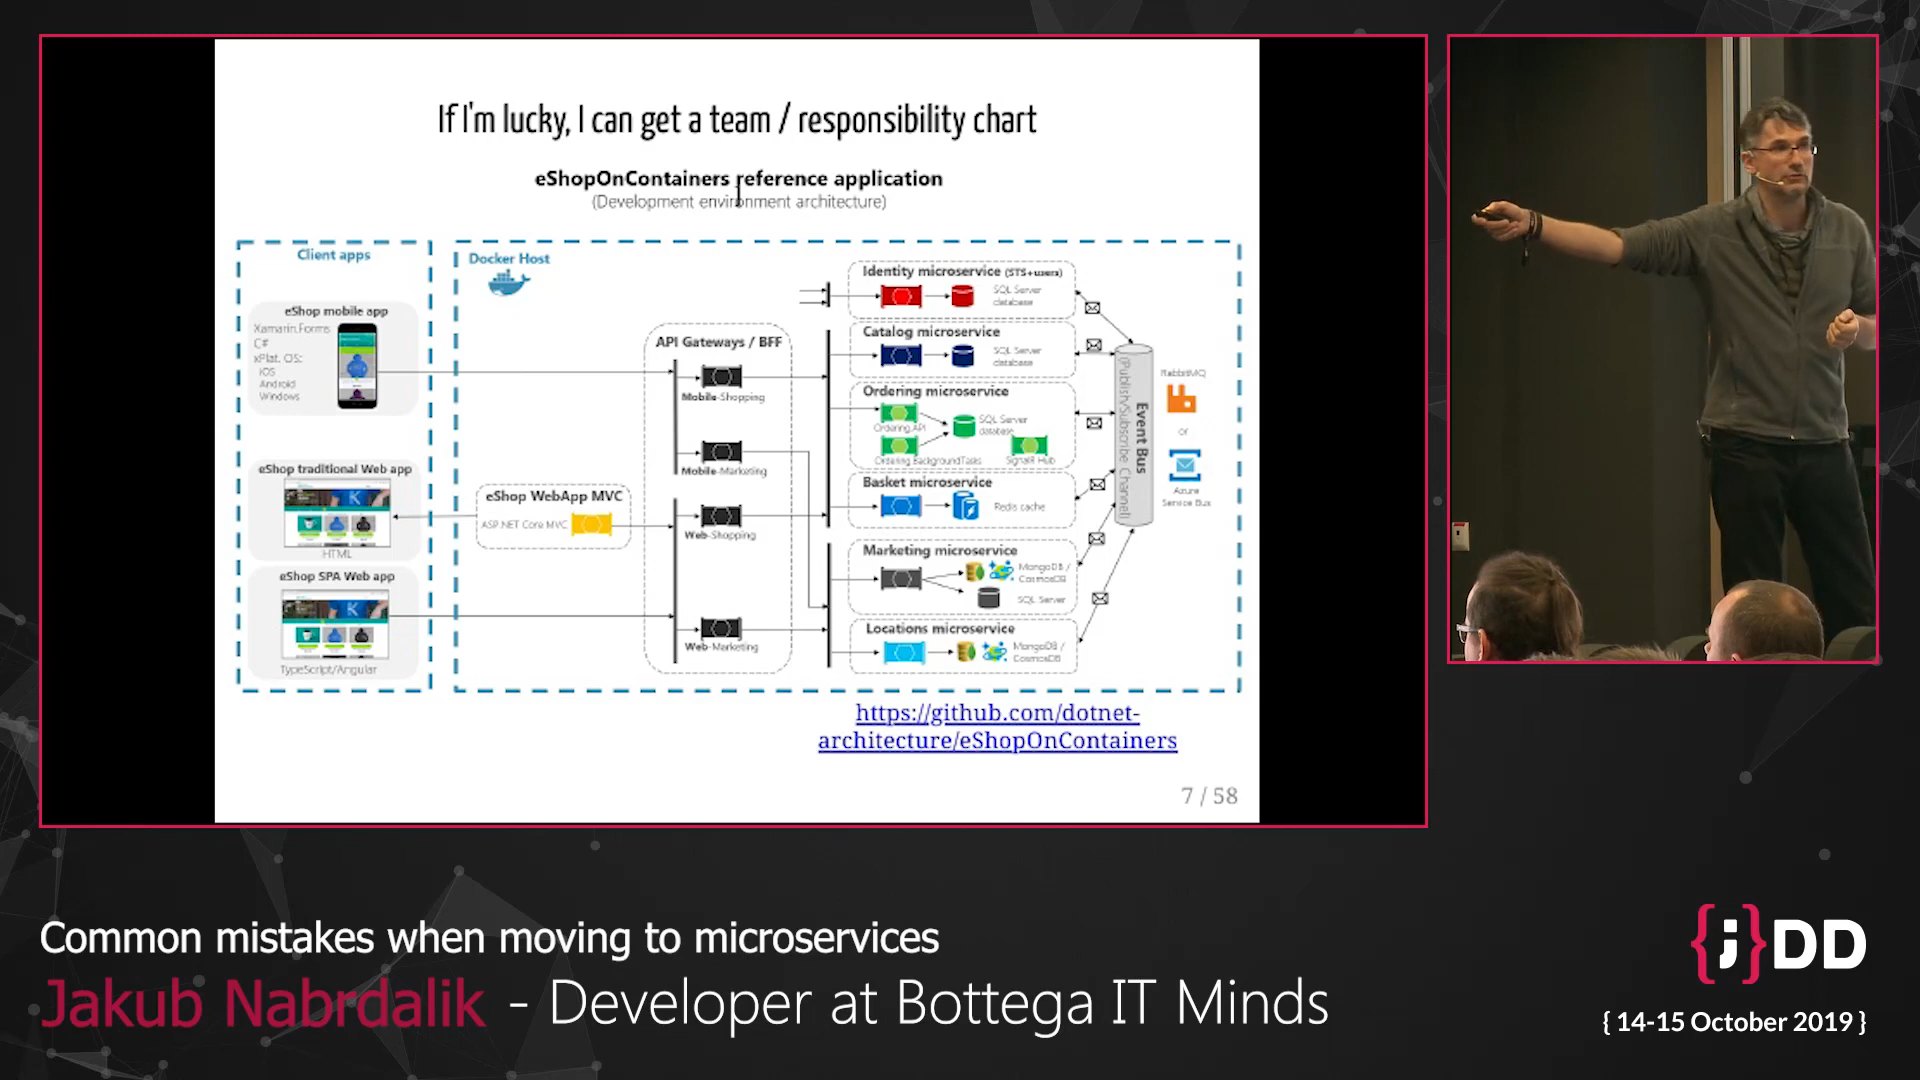 If I'm lucky, I can get a team / responsibility chart
eShopOnContainers reference application
(Development environment architecture)
Client apps
eShop mobile app
Xamarin.Forms
C#
xPlat. OS:
iOS
Android
Windows
eShop traditional Web app
HTML
eShop SPA Web app
TypeScript/Angular
Docker Host
eShop WebApp MVC
ASP.NET Core MVC
API Gateways / BFF
Mobile-Shopping
Mobile-Marketing
Web-Shopping
Web-Marketing
Identity microservice (STS+users)
SQL Server
database
Catalog microservice
SQL Server
database
Ordering microservice
Ordering.API
SQL Server
database
Ordering.BackgroundTasks
SignalR Hub
Basket microservice
Redis cache
Marketing microservice
MongoDB /
CosmosDB
SQL Server
Locations microservice
MongoDB /
CosmosDB
Event Bus
(Publish/Subscribe Channel)
RabbitMQ
or
Azure
Service Bus
https://github.com/dotnet-
architecture/eShopOnContainers
7 / 58
Common mistakes when moving to microservices
Jakub Nabrdalik - Developer at Bottega IT Minds
{;}DD
{ 14-15 October 2019 }